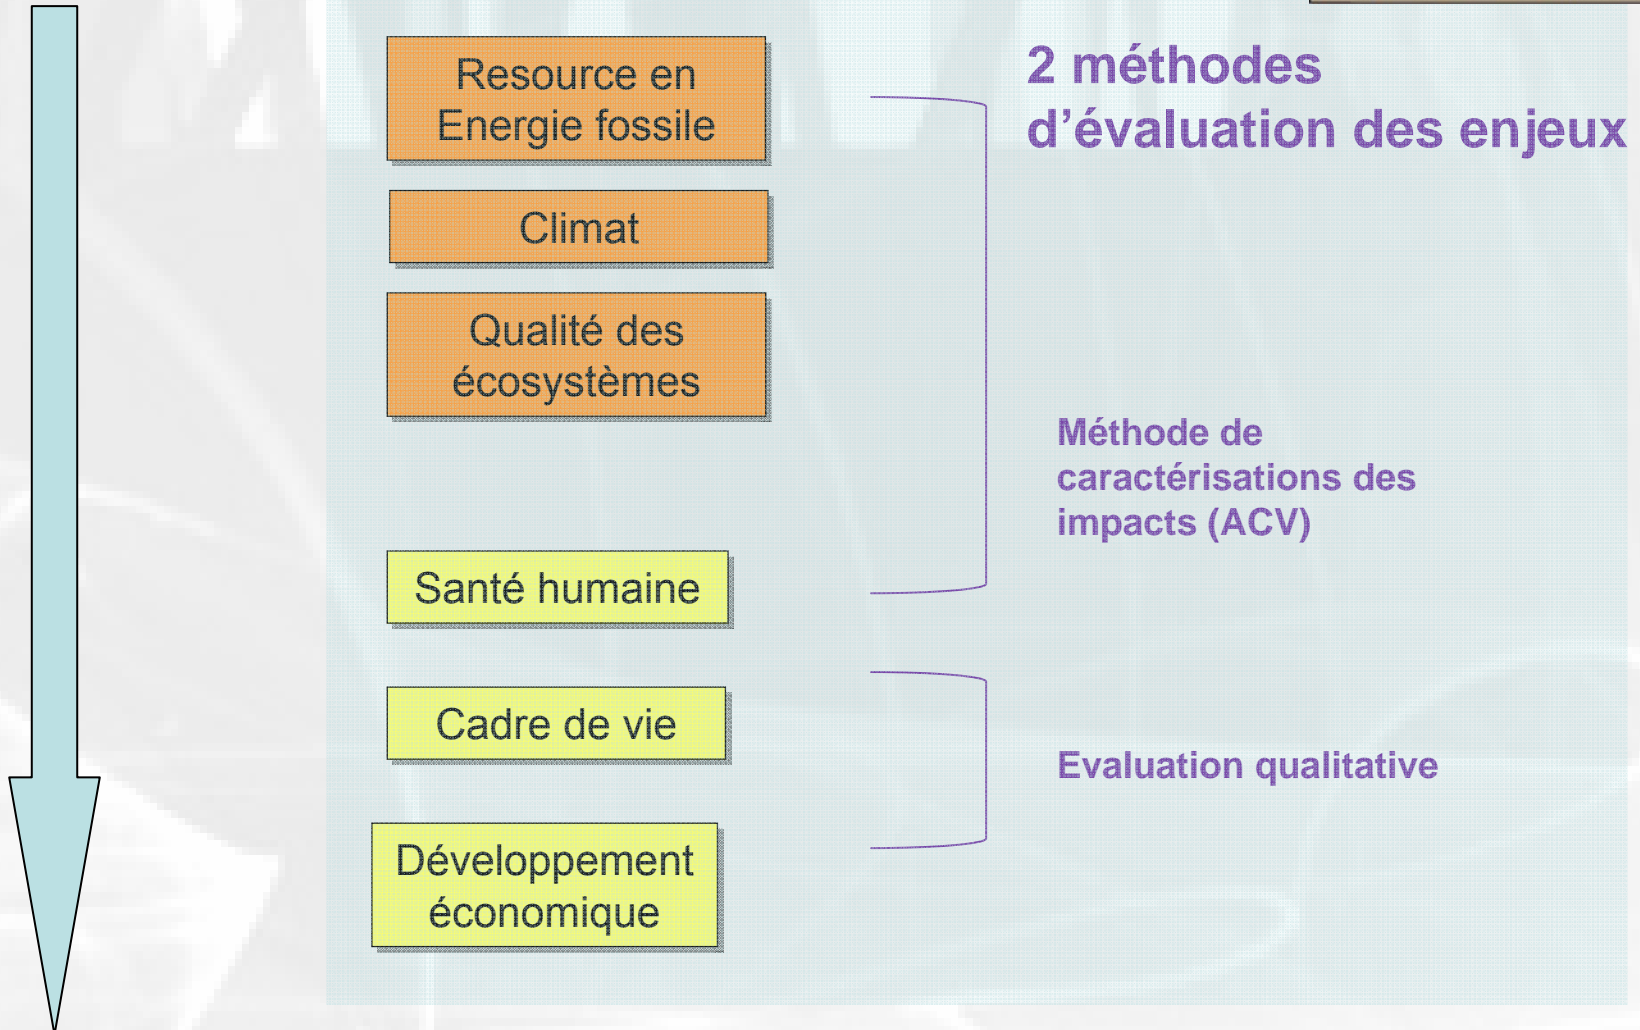 2 méthodes
d’évaluation des enjeux
Resource en
Energie fossile
Climat
Qualité des
écosystèmes
Méthode de
caractérisations des
impacts (ACV)
Santé humaine
Cadre de vie
Evaluation qualitative
Développement
économique